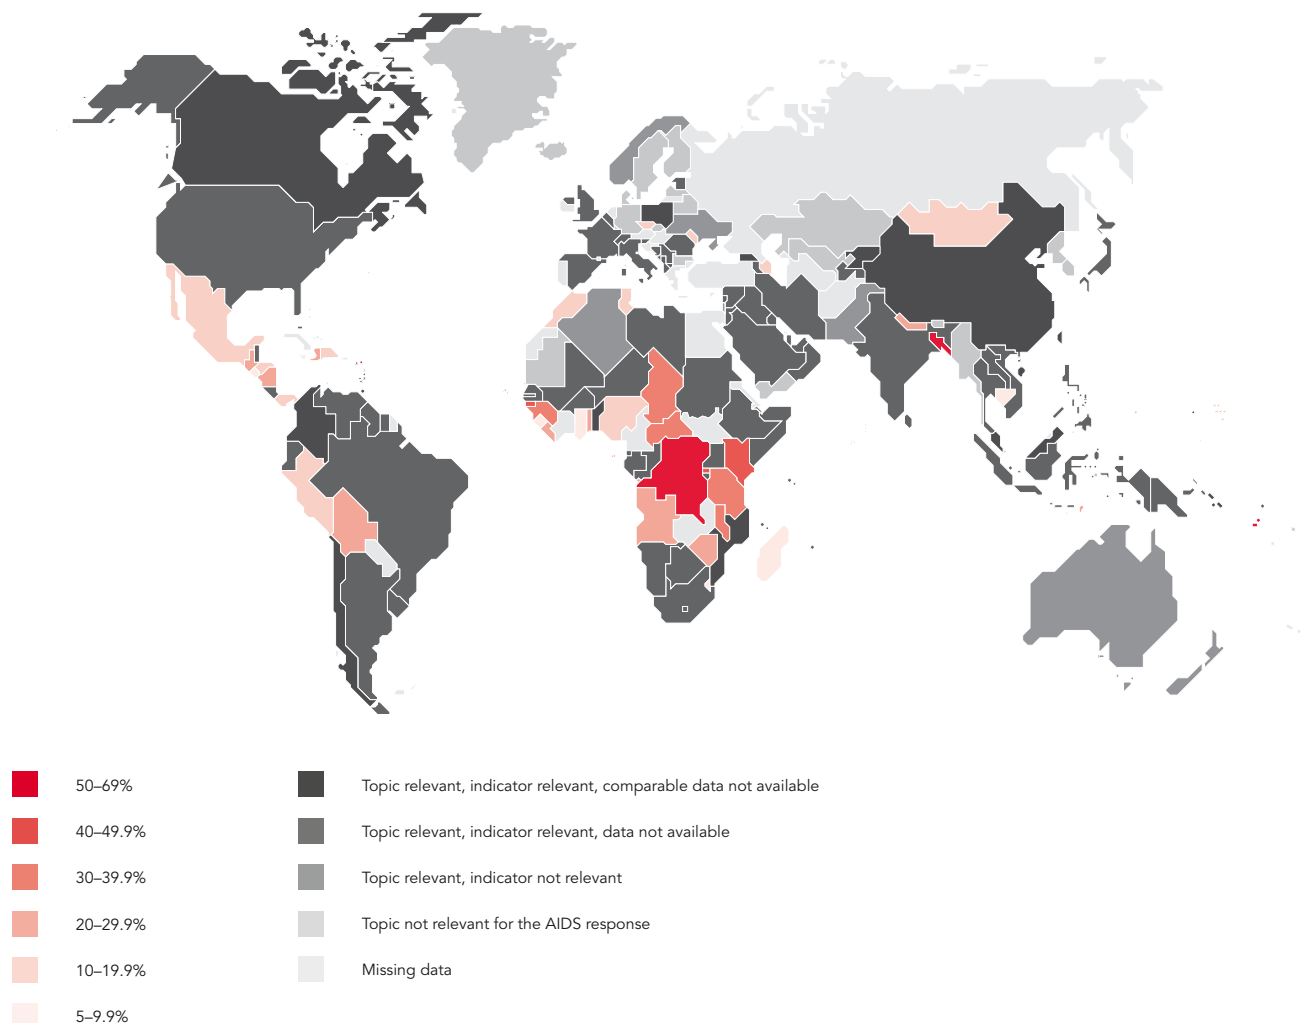 50–69%
40–49.9%
30–39.9%
20–29.9%
10–19.9%
5–9.9%
Topic relevant, indicator relevant, comparable data not available
Topic relevant, indicator relevant, data not available
Topic relevant, indicator not relevant
Topic not relevant for the AIDS response
Missing data